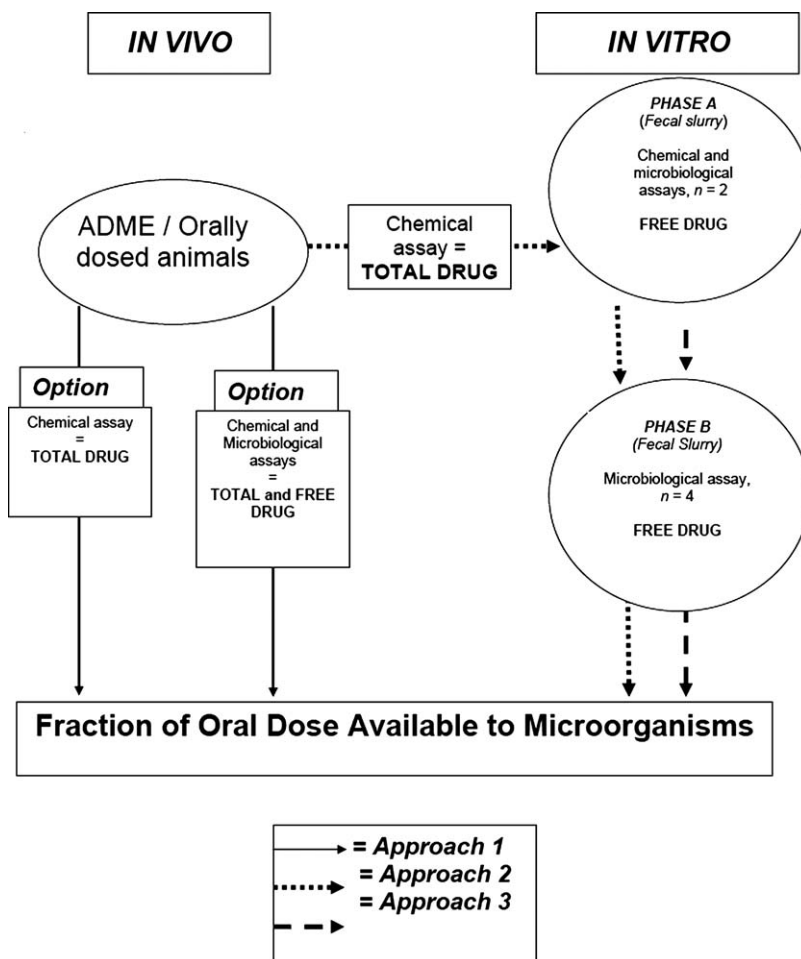 IN VIVO
IN VITRO
PHASE A
(Fecal slurry)
Chemical and
microbiological
assays, n = 2
FREE DRUG
ADME / Orally
dosed animals
Chemical
assay =
TOTAL DRUG
Option
Chemical assay
=
TOTAL DRUG
Option
Chemical and
Microbiological
assays
=
TOTAL and FREE
DRUG
PHASE B
(Fecal Slurry)
Microbiological assay,
n = 4
FREE DRUG
Fraction of Oral Dose Available to Microorganisms
= Approach 1
= Approach 2
= Approach 3